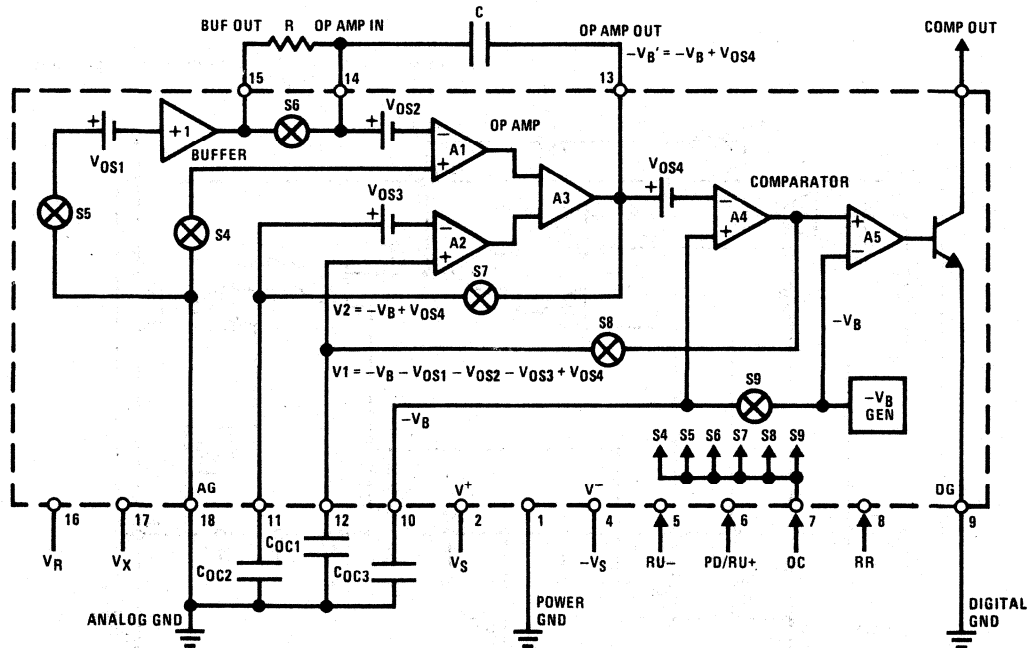 BUF OUT
R
OP AMP IN
C
OP AMP OUT
-VB' = -VB + VOS4
COMP OUT
15
14
13
S6
+
VOS1
+1
BUFFER
+
VOS2
-
+
A1
OP AMP
S5
S4
+
VOS3
-
+
A2
A3
+
VOS4
COMPARATOR
-
+
A4
+
-
A5
S7
V2 = -VB + VOS4
S8
V1 = -VB - VOS1 - VOS2 - VOS3 + VOS4
-VB
S9
-VB
-VB
GEN
S4 S5 S6 S7 S8 S9
AG
V+
V-
DG
16 17 18 11 12 10 2 1 4 5 6 7 8 9
VR
VX
COC2
COC1
COC3
VS
-VS
RU-
PD/RU+
OC
RR
ANALOG GND
POWER
GND
DIGITAL
GND